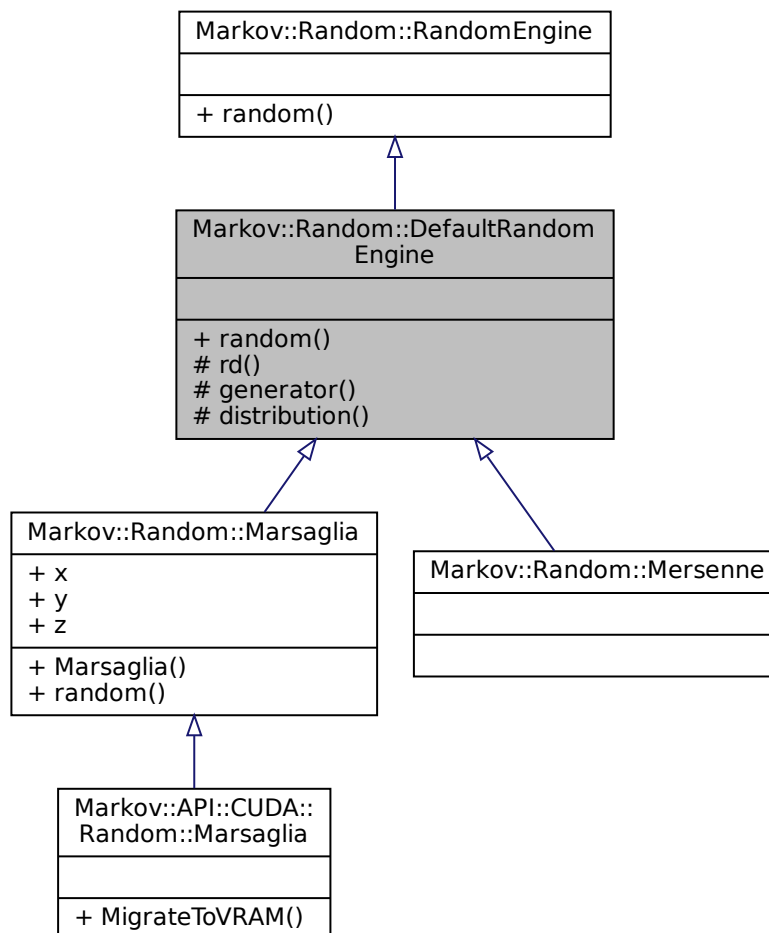 Markov::Random::RandomEngine
+ random()
Markov::Random::DefaultRandom
Engine
+ random()
# rd()
# generator()
# distribution()
Markov::Random::Marsaglia
+ x
+ y
+ z
+ Marsaglia()
+ random()
Markov::Random::Mersenne
Markov::API::CUDA::
Random::Marsaglia
+ MigrateToVRAM()